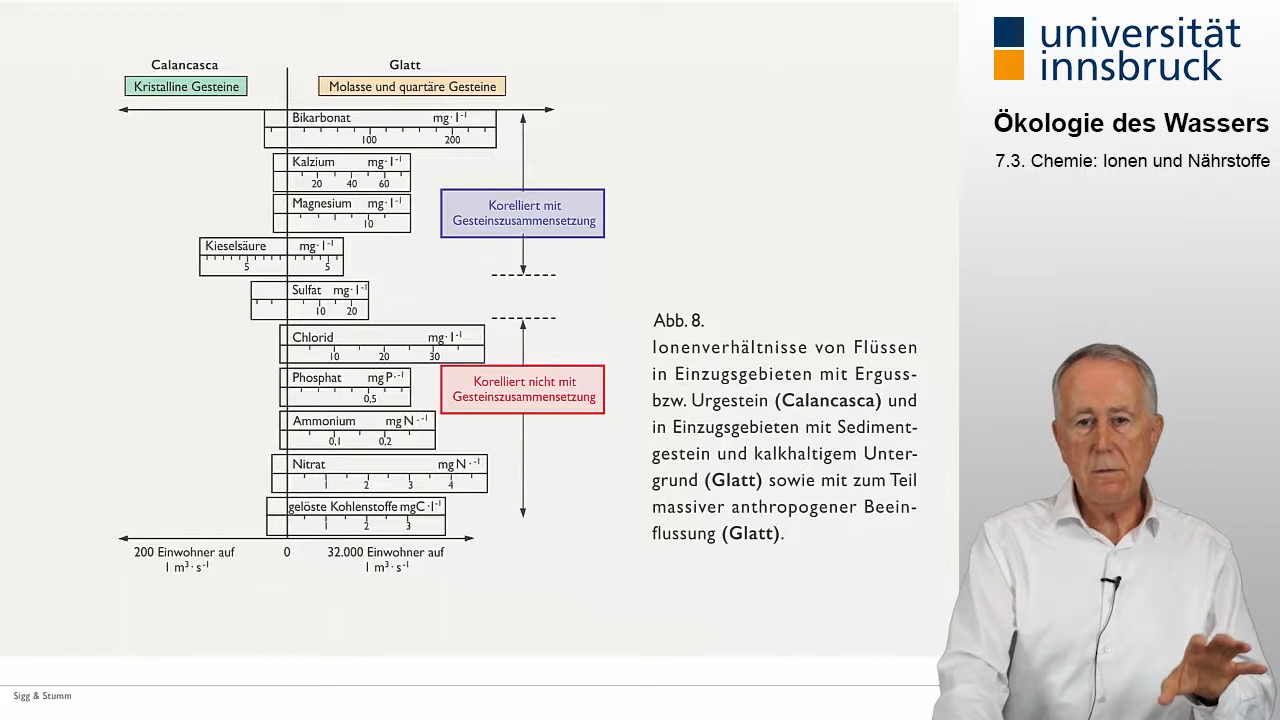 Calancasca
Glatt
Kristalline Gesteine
Molasse und quartäre Gesteine
Bikarbonat mg·l⁻¹
100 200
Kalzium mg·l⁻¹
20 40 60
Magnesium mg·l⁻¹
10
Korelliert mit
Gesteinszusammensetzung
Kieselsäure mg·l⁻¹
5 5
Sulfat mg·l⁻¹
10 20
Chlorid mg·l⁻¹
10 20 30
Phosphat mg P·⁻¹
0,5
Korelliert nicht mit
Gesteinszusammensetzung
Ammonium mg N·⁻¹
0,1 0,2
Nitrat mg N·⁻¹
1 2 3 4
gelöste Kohlenstoffe mgC·l⁻¹
1 2 3
200 Einwohner auf
1 m³·s⁻¹
0
32.000 Einwohner auf
1 m³·s⁻¹
Abb. 8.
Ionenverhältnisse von Flüssen
in Einzugsgebieten mit Erguss-
bzw. Urgestein (Calancasca) und
in Einzugsgebieten mit Sediment-
gestein und kalkhaltigem Unter-
grund (Glatt) sowie mit zum Teil
massiver anthropogener Beein-
flussung (Glatt).
Sigg & Stumm
universität
innsbruck
Ökologie des Wassers
7.3. Chemie: Ionen und Nährstoffe